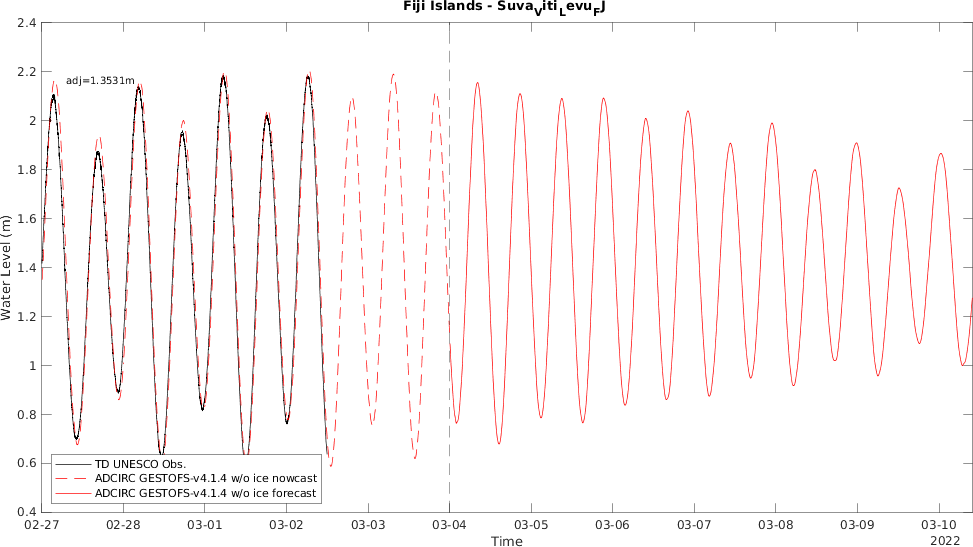 Fiji Islands - SuvaVitiLevuFJ
2.4
2.2
2
1.8
1.6
1.4
1.2
1
0.8
0.6
0.4
Water Level (m)
adj=1.3531m
TD UNESCO Obs.
ADCIRC GESTOFS-v4.1.4 w/o ice nowcast
ADCIRC GESTOFS-v4.1.4 w/o ice forecast
02-27 02-28 03-01 03-02 03-03 03-04 03-05 03-06 03-07 03-08 03-09 03-10
Time
2022